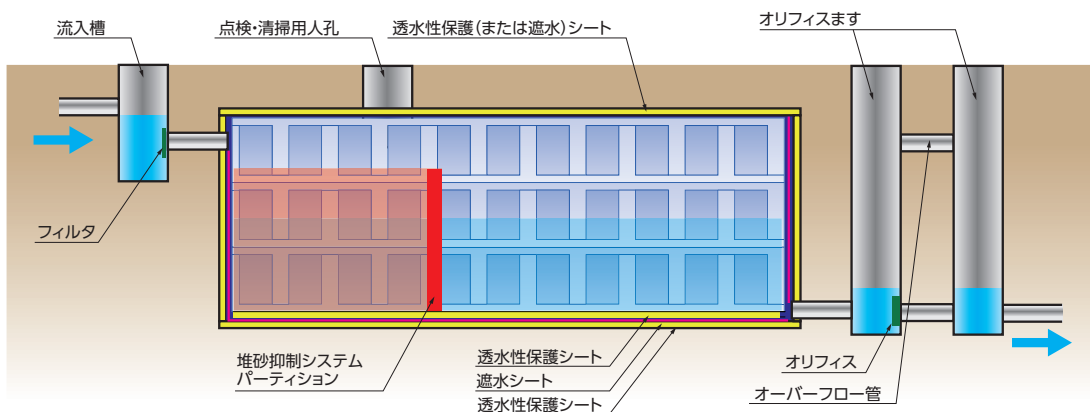 流入槽
点検・清掃用人孔
透水性保護(または遮水)シート
オリフィスます
フィルタ
堆砂抑制システム
パーティション
透水性保護シート
遮水シート
透水性保護シート
オリフィス
オーバーフロー管